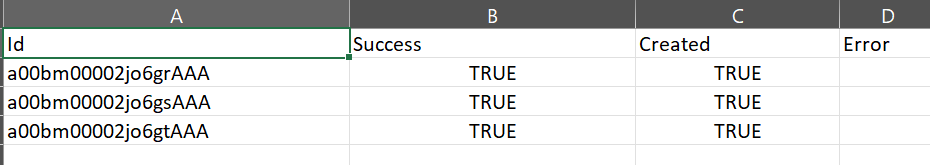 A B C D
Id Success Created Error
a00bm00002jo6grAAA TRUE TRUE
a00bm00002jo6gsAAA TRUE TRUE
a00bm00002jo6gtAAA TRUE TRUE